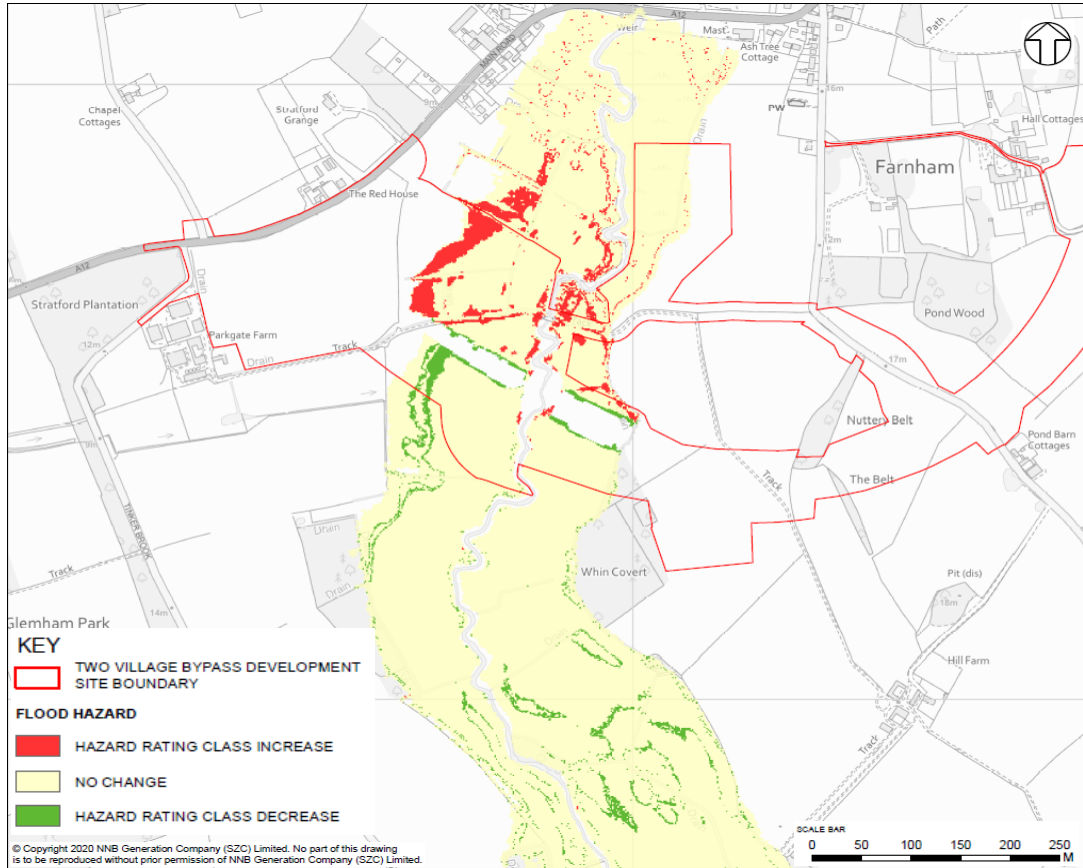 A12
Weir
Mast
Path
MAIN ROAD
Ash Tree
Cottage
16m
9m
PW
Chapel
Cottages
Stratford
Grange
Drain
Hall Cottages
Farnham
The Red House
12m
A12
Drain
Stratford Plantation
Pond Wood
Parkgate Farm
Track
12m
Drain
17m
Nuttery Belt
9m
Pond Barn
Cottages
Track
The Belt
TINKER BROOK
Drain
Whin Covert
Track
Drain
Pit (dis)
18m
14m
Glemham Park
Hill Farm
Track
KEY
TWO VILLAGE BYPASS DEVELOPMENT
SITE BOUNDARY
FLOOD HAZARD
HAZARD RATING CLASS INCREASE
NO CHANGE
HAZARD RATING CLASS DECREASE
© Copyright 2020 NNB Generation Company (SZC) Limited. No part of this drawing
is to be reproduced without prior permission of NNB Generation Company (SZC) Limited.
SCALE BAR
0 50 100 150 200 250
M